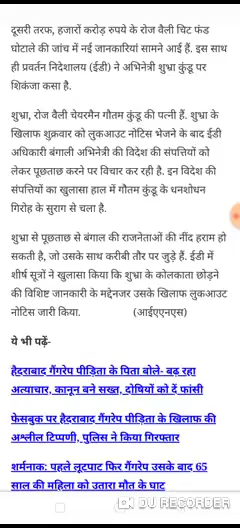 दूसरी तरफ, हजारों करोड़ रुपये के रोज वैली चिट फंड
घोटाले की जांच में नई जानकारियां सामने आई हैं. इस साथ
ही प्रवर्तन निदेशालय (ईडी) ने अभिनेत्री शुभ्रा कुंडू पर
शिकंजा कसा है.
शुभ्रा, रोज वैली चेयरमैन गौतम कुंडू की पत्नी हैं. शुभ्रा के
खिलाफ शुक्रवार को लुकआउट नोटिस भेजने के बाद ईडी
अधिकारी बंगाली अभिनेत्री की विदेश की संपत्तियों को
लेकर पूछताछ करने पर विचार कर रही है. इन विदेश की
संपत्तियों का खुलासा हाल में गौतम कुंडू के धनशोधन
गिरोह के सुराग से चला है.
शुभ्रा से पूछताछ से बंगाल की राजनेताओं की नींद हराम हो
सकती है, जो उसके साथ करीबी तौर पर जुड़े हैं. ईडी में
शीर्ष सूत्रों ने खुलासा किया कि शुभ्रा के कोलकाता छोड़ने
की विशिष्ट जानकारी के मद्देनजर उसके खिलाफ लुकआउट
नोटिस जारी किया. (आईएएनएस)
ये भी पढ़ें-
हैदराबाद गैंगरेप पीड़िता के पिता बोले- बढ़ रहा
अत्याचार, कानून बने सख्त, दोषियों को दें फांसी
फेसबुक पर हैदराबाद गैंगरेप पीड़िता के खिलाफ की
अश्लील टिप्पणी, पुलिस ने किया गिरफ्तार
शर्मनाक: पहले लूटपाट फिर गैंगरेप उसके बाद 65
साल की महिला को उतारा मौत के घाट
DU RECORDER